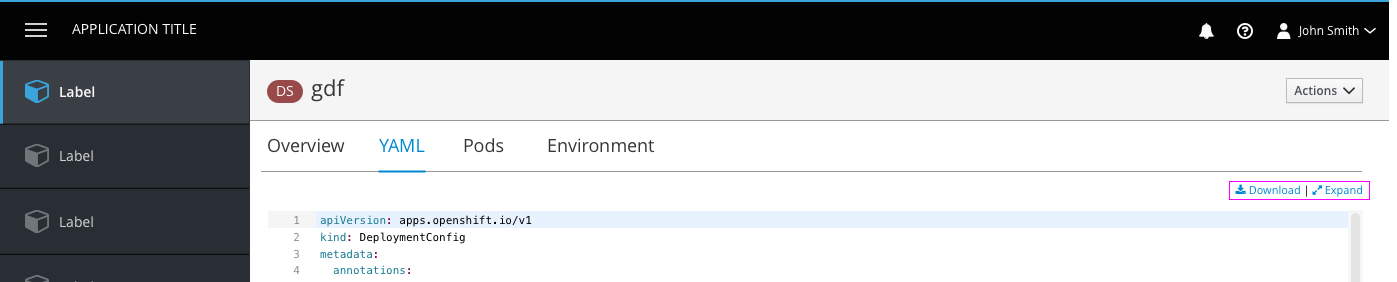 APPLICATION TITLE
John Smith
Label
Label
Label
DS gdf
Actions
Overview YAML Pods Environment
Download | Expand
1 apiVersion: apps.openshift.io/v1
2 kind: DeploymentConfig
3 metadata:
4 annotations: